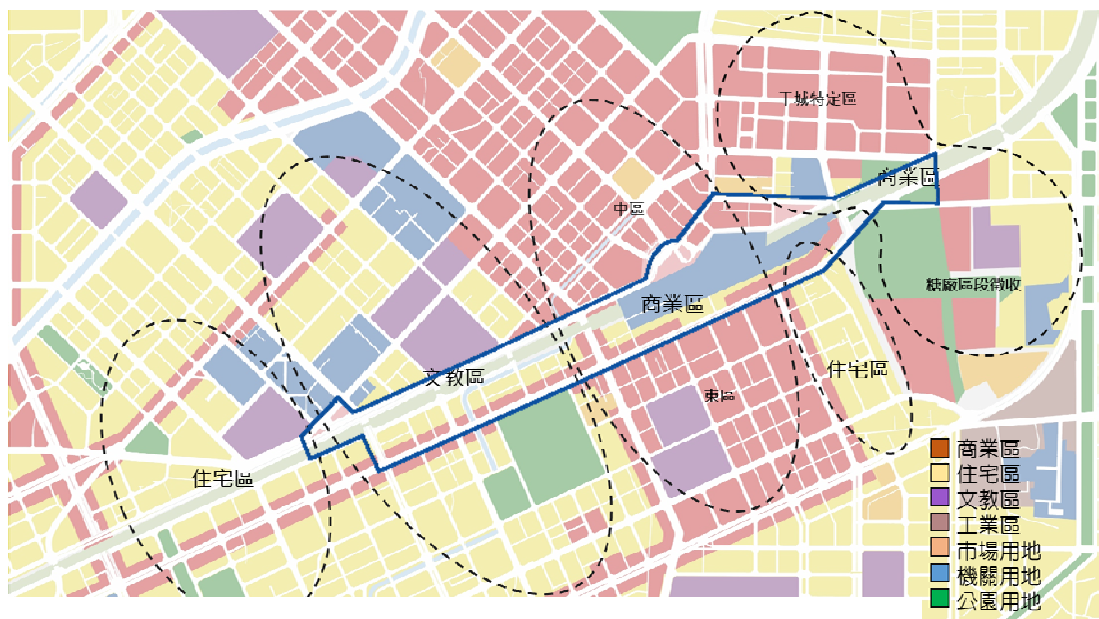 干城特定區
商業區
中區
糖廠區段徵收
商業區
住宅區
文教區
東區
住宅區
商業區
住宅區
文教區
工業區
市場用地
機關用地
公園用地